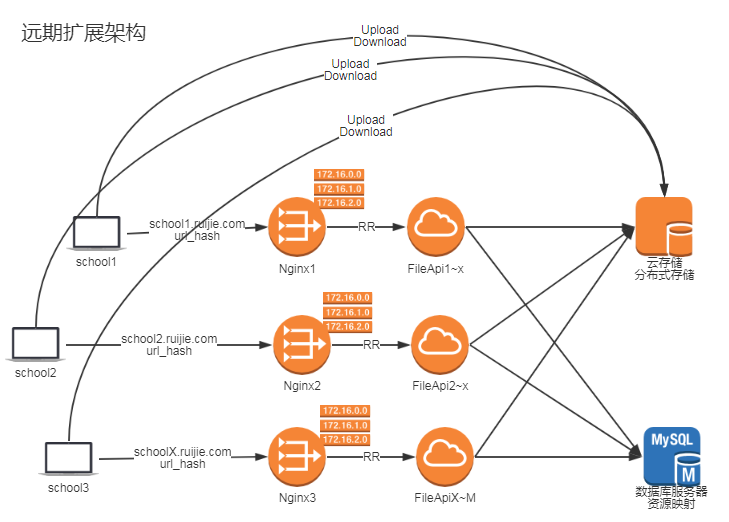 远期扩展架构
Upload
Download
Upload
Download
Upload
Download
172.16.0.0
172.16.1.0
172.16.2.0
school1.ruijie.com
url_hash
RR
school1
Nginx1
FileApi1~x
云存储
分布式存储
172.16.0.0
172.16.1.0
172.16.2.0
school2.ruijie.com
url_hash
RR
school2
Nginx2
FileApi2~x
172.16.0.0
172.16.1.0
172.16.2.0
schoolX.ruijie.com
url_hash
RR
MySQL
M
school3
Nginx3
FileApiX~M
数据库服务器
资源映射